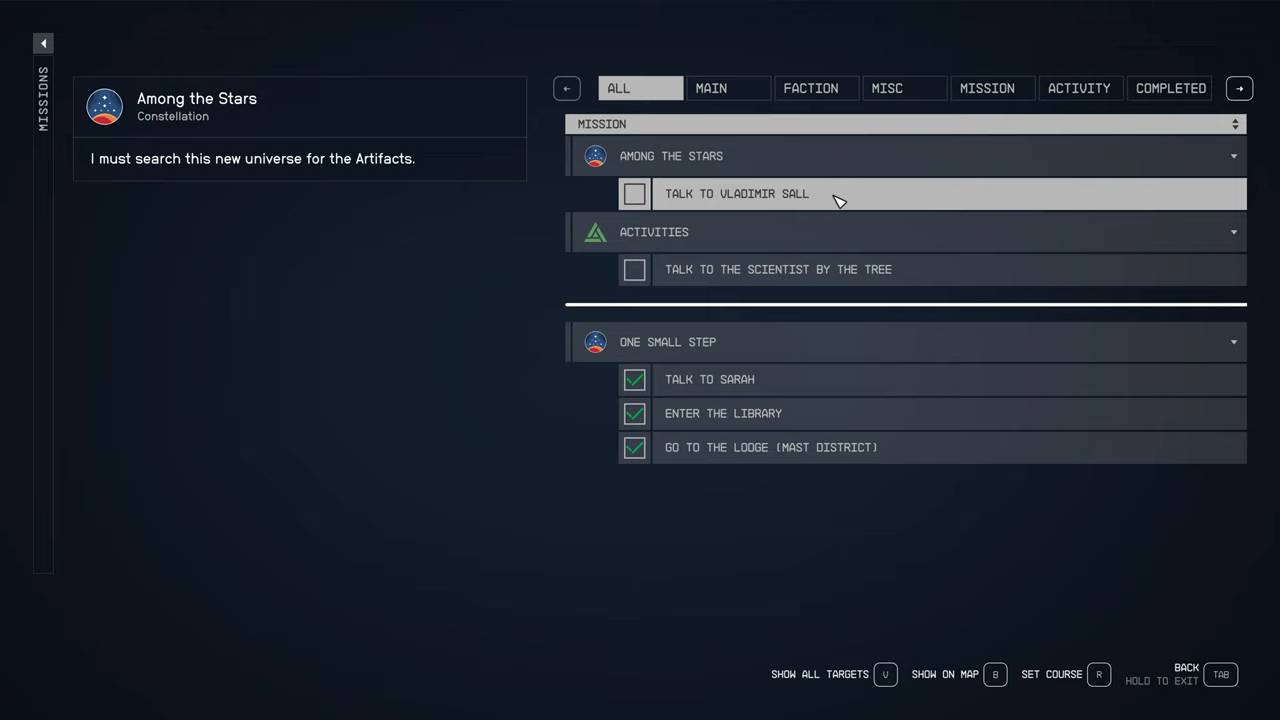 MISSIONS
Among the Stars
Constellation
I must search this new universe for the Artifacts.
ALL
MAIN
FACTION
MISC
MISSION
ACTIVITY
COMPLETED
MISSION
AMONG THE STARS
TALK TO VLADIMIR SALL
ACTIVITIES
TALK TO THE SCIENTIST BY THE TREE
ONE SMALL STEP
TALK TO SARAH
ENTER THE LIBRARY
GO TO THE LODGE (MAST DISTRICT)
SHOW ALL TARGETS V
SHOW ON MAP B
SET COURSE R
BACK
HOLD TO EXIT
TAB